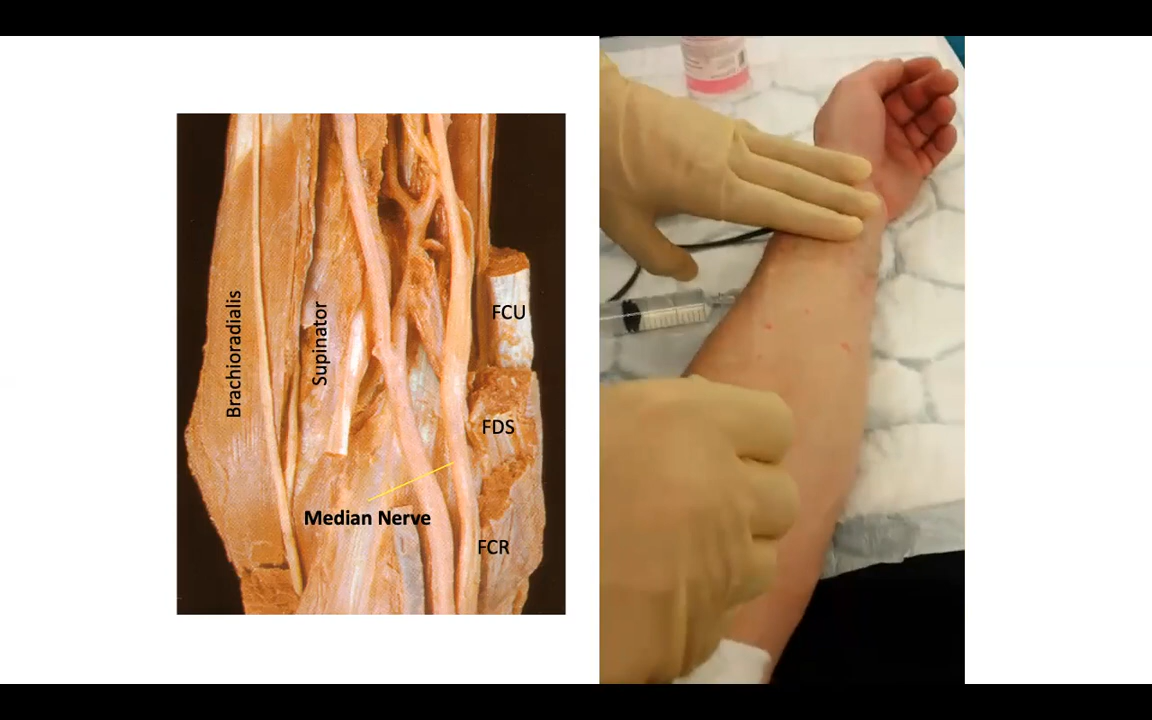 Brachioradialis
Supinator
FCU
FDS
Median Nerve
FCR